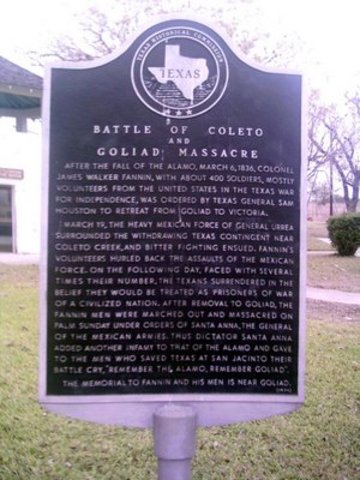 TEXAS HISTORICAL COMMISSION
TEXAS
BATTLE OF COLETO
AND
GOLIAD MASSACRE
AFTER THE FALL OF THE ALAMO, MARCH 6, 1836, COLONEL
JAMES WALKER FANNIN, WITH ABOUT 400 SOLDIERS, MOSTLY
VOLUNTEERS FROM THE UNITED STATES IN THE TEXAS WAR
FOR INDEPENDENCE, WAS ORDERED BY TEXAS GENERAL SAM
HOUSTON TO RETREAT FROM GOLIAD TO VICTORIA.
MARCH 19, THE HEAVY MEXICAN FORCE OF GENERAL URREA
SURROUNDED THE WITHDRAWING TEXAS CONTINGENT NEAR
COLETO CREEK, AND BITTER FIGHTING ENSUED. FANNIN'S
VOLUNTEERS HURLED BACK THE ASSAULTS OF THE MEXICAN
FORCE. ON THE FOLLOWING DAY, FACED WITH SEVERAL
TIMES THEIR NUMBER, THE TEXANS SURRENDERED IN THE
BELIEF THEY WOULD BE TREATED AS PRISONERS OF WAR
OF A CIVILIZED NATION. AFTER REMOVAL TO GOLIAD, THE
FANNIN MEN WERE MARCHED OUT AND MASSACRED ON
PALM SUNDAY UNDER ORDERS OF SANTA ANNA, THE GENERAL
OF THE MEXICAN ARMIES. THUS DICTATOR SANTA ANNA
ADDED ANOTHER INFAMY TO THAT OF THE ALAMO AND GAVE
TO THE MEN WHO SAVED TEXAS AT SAN JACINTO THEIR
BATTLE CRY, "REMEMBER THE ALAMO, REMEMBER GOLIAD".
THE MEMORIAL TO FANNIN AND HIS MEN IS NEAR GOLIAD.